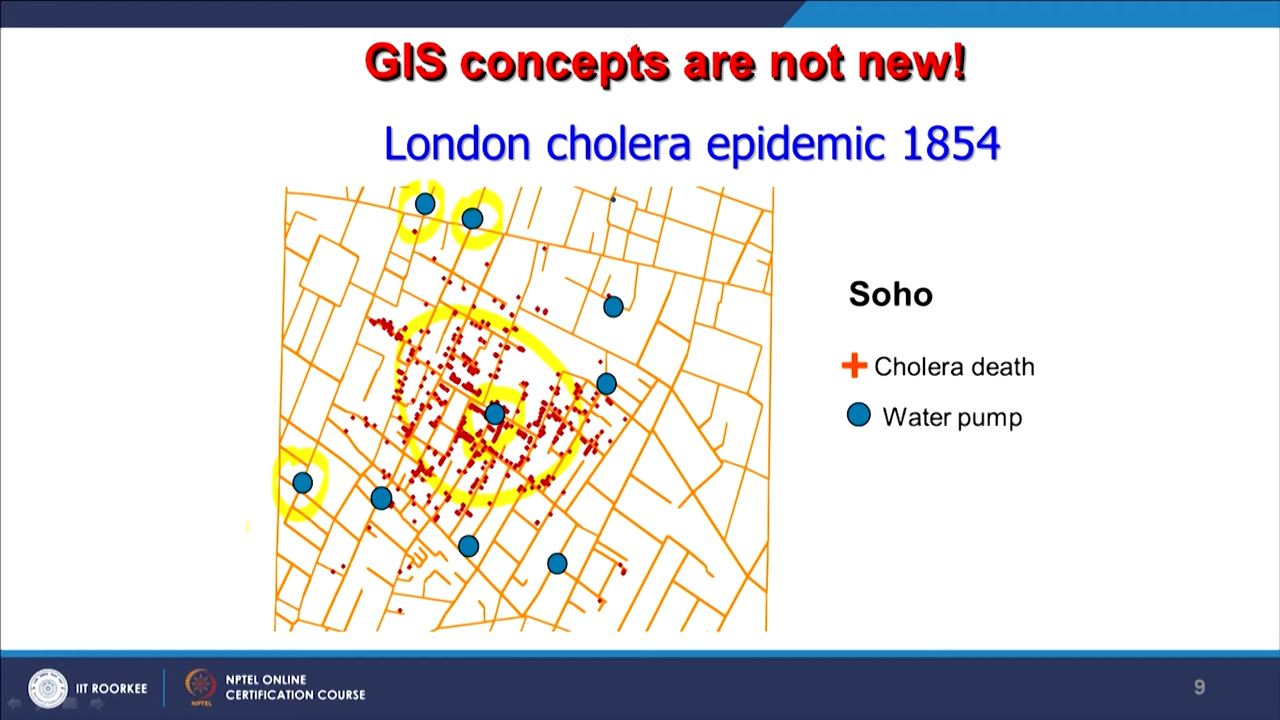 GIS concepts are not new!
London cholera epidemic 1854
Soho
Cholera death
Water pump
IIT ROORKEE
NPTEL
NPTEL ONLINE
CERTIFICATION COURSE
9